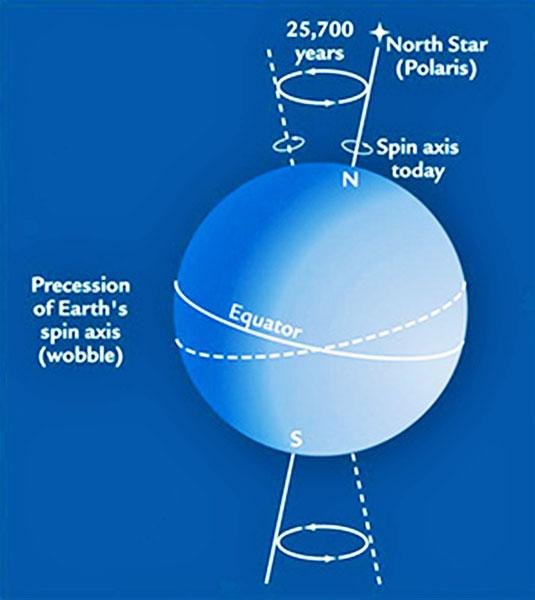 25,700
years
North Star
(Polaris)
Spin axis
today
N
Precession
of Earth's
spin axis
(wobble)
Equator
S